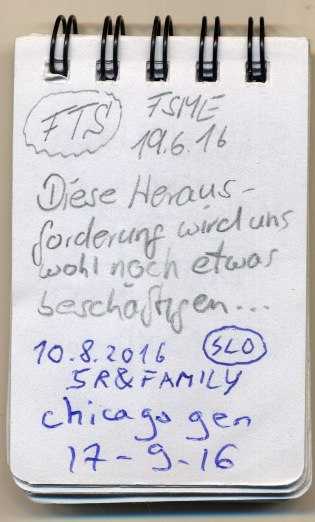 FTS FSME
19.6.16
Diese Heraus-
forderung wird uns
wohl noch etwas
beschäftigen...
10.8.2016 SLO
5R&FAMILY
chicago gen
17-9-16